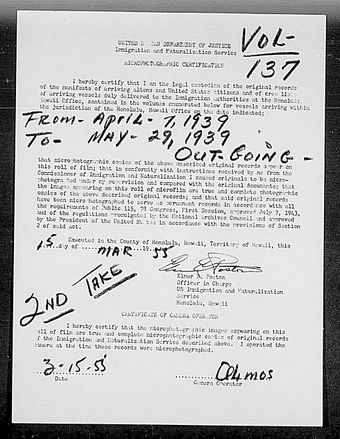 UNITED STATES DEPARTMENT OF JUSTICE
Immigration and Naturalization Service
VOL-
137
MICROPHOTOGRAPHIC CERTIFICATION
I hereby certify that I am the legal custodian of the original records
of the manifests of arriving aliens and United States citizens and of crew lists
of arriving vessels duly delivered to the Immigration authorities at the Honolulu,
Hawaii Office, contained in the volumes enumerated below for vessels arriving within
the jurisdiction of the Honolulu, Hawaii Office on the date indicated;
FROM- APRIL- 7, 1939
TO- MAY- 29, 1939
OUT-GOING-
that microphotographic copies of the above described original records appear on
this roll of film; that in conformity with instructions received by me from the
Commissioner of Immigration and Naturalization I caused originals to be micro-
photographed under my supervision and compared with the original documents; that
the images appearing on this roll of microfilm are true and complete photographic
copies of the above described original records; and that said original records
have been microphotographed to serve as permanent records in accordance with all
the requirements of Public 115, 78 Congress, First Session, approved July 7, 1943,
and of the regulations promulgated by the National Archives Council and approved
by the President of the United States in accordance with the provisions of Section
2 of said Act.
Executed in the County of Honolulu, Hawaii, Territory of Hawaii, this
15 day of MAR 19 55
Elmer A. Poston
Officer in Charge
US Immigration and Naturalization
Service
Honolulu, Hawaii
2ND TAKE
CERTIFICATE OF CAMERA OPERATOR
I hereby certify that the microphotographic images appearing on this
roll of film are true and complete microphotographic copies of original records
of the Immigration and Naturalization Service described above. I operated the
camera at the time these records were microphotographed.
3-15-55
Date
Camera Operator